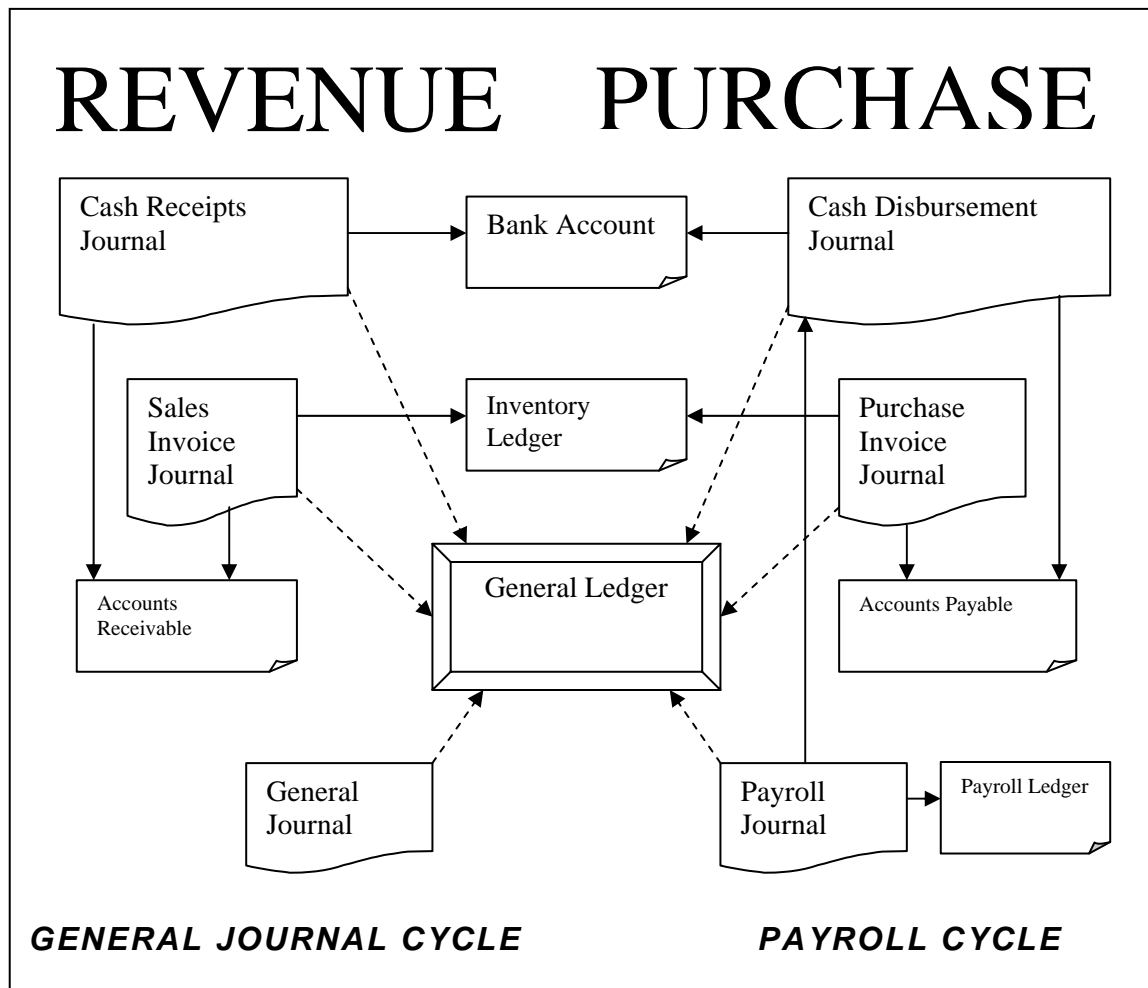 REVENUE PURCHASE
Cash Receipts
Journal
Bank Account
Cash Disbursement
Journal
Sales
Invoice
Journal
Inventory
Ledger
Purchase
Invoice
Journal
General Ledger
Accounts
Receivable
Accounts Payable
General
Journal
Payroll
Journal
Payroll Ledger
GENERAL JOURNAL CYCLE
PAYROLL CYCLE